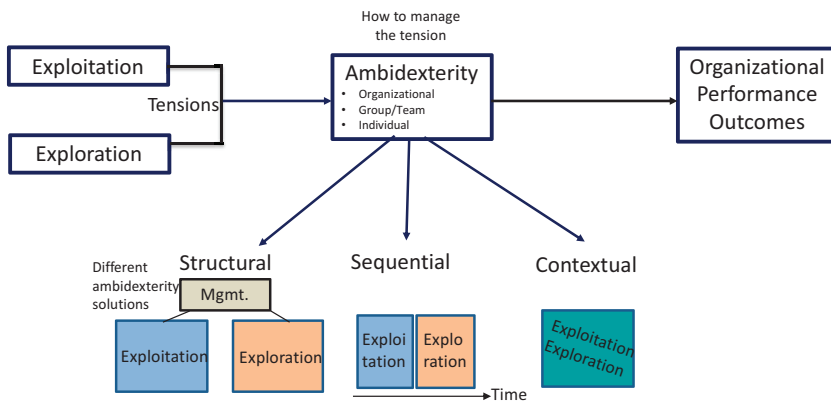 How to manage
the tension
Exploitation
Tensions
Exploration
Ambidexterity
• Organizational
• Group/Team
• Individual
Organizational
Performance
Outcomes
Different
ambidexterity
solutions
Structural
Mgmt.
Exploitation
Exploration
Sequential
Exploi
tation
Explo
ration
Time
Contextual
Exploitation
Exploration